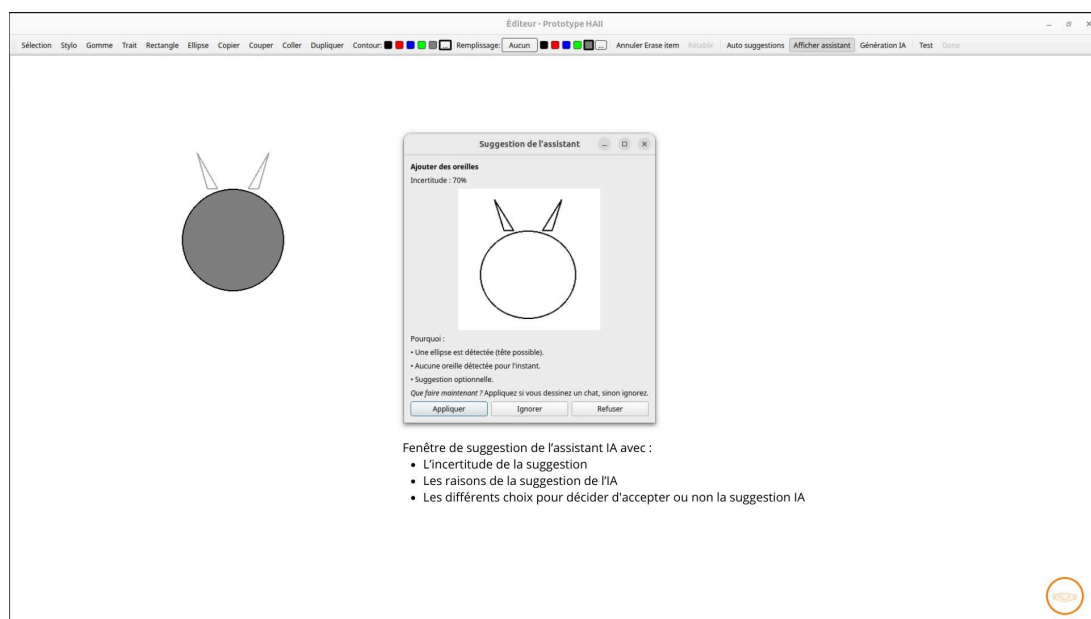 Éditeur - Prototype HAII
Sélection Stylo Gomme Trait Rectangle Ellipse Copier Couper Coller Dupliquer Contour: ... Remplissage: Aucun ... Annuler Erase item Rétablir Auto suggestions Afficher assistant Génération IA Test Done
Suggestion de l'assistant
Ajouter des oreilles
Incertitude : 70%
Pourquoi :
• Une ellipse est détectée (tête possible).
• Aucune oreille détectée pour l'instant.
• Suggestion optionnelle.
Que faire maintenant ? Appliquez si vous dessinez un chat, sinon ignorez.
Appliquer Ignorer Refuser
Fenêtre de suggestion de l'assistant IA avec :
• L'incertitude de la suggestion
• Les raisons de la suggestion de l'IA
• Les différents choix pour décider d'accepter ou non la suggestion IA